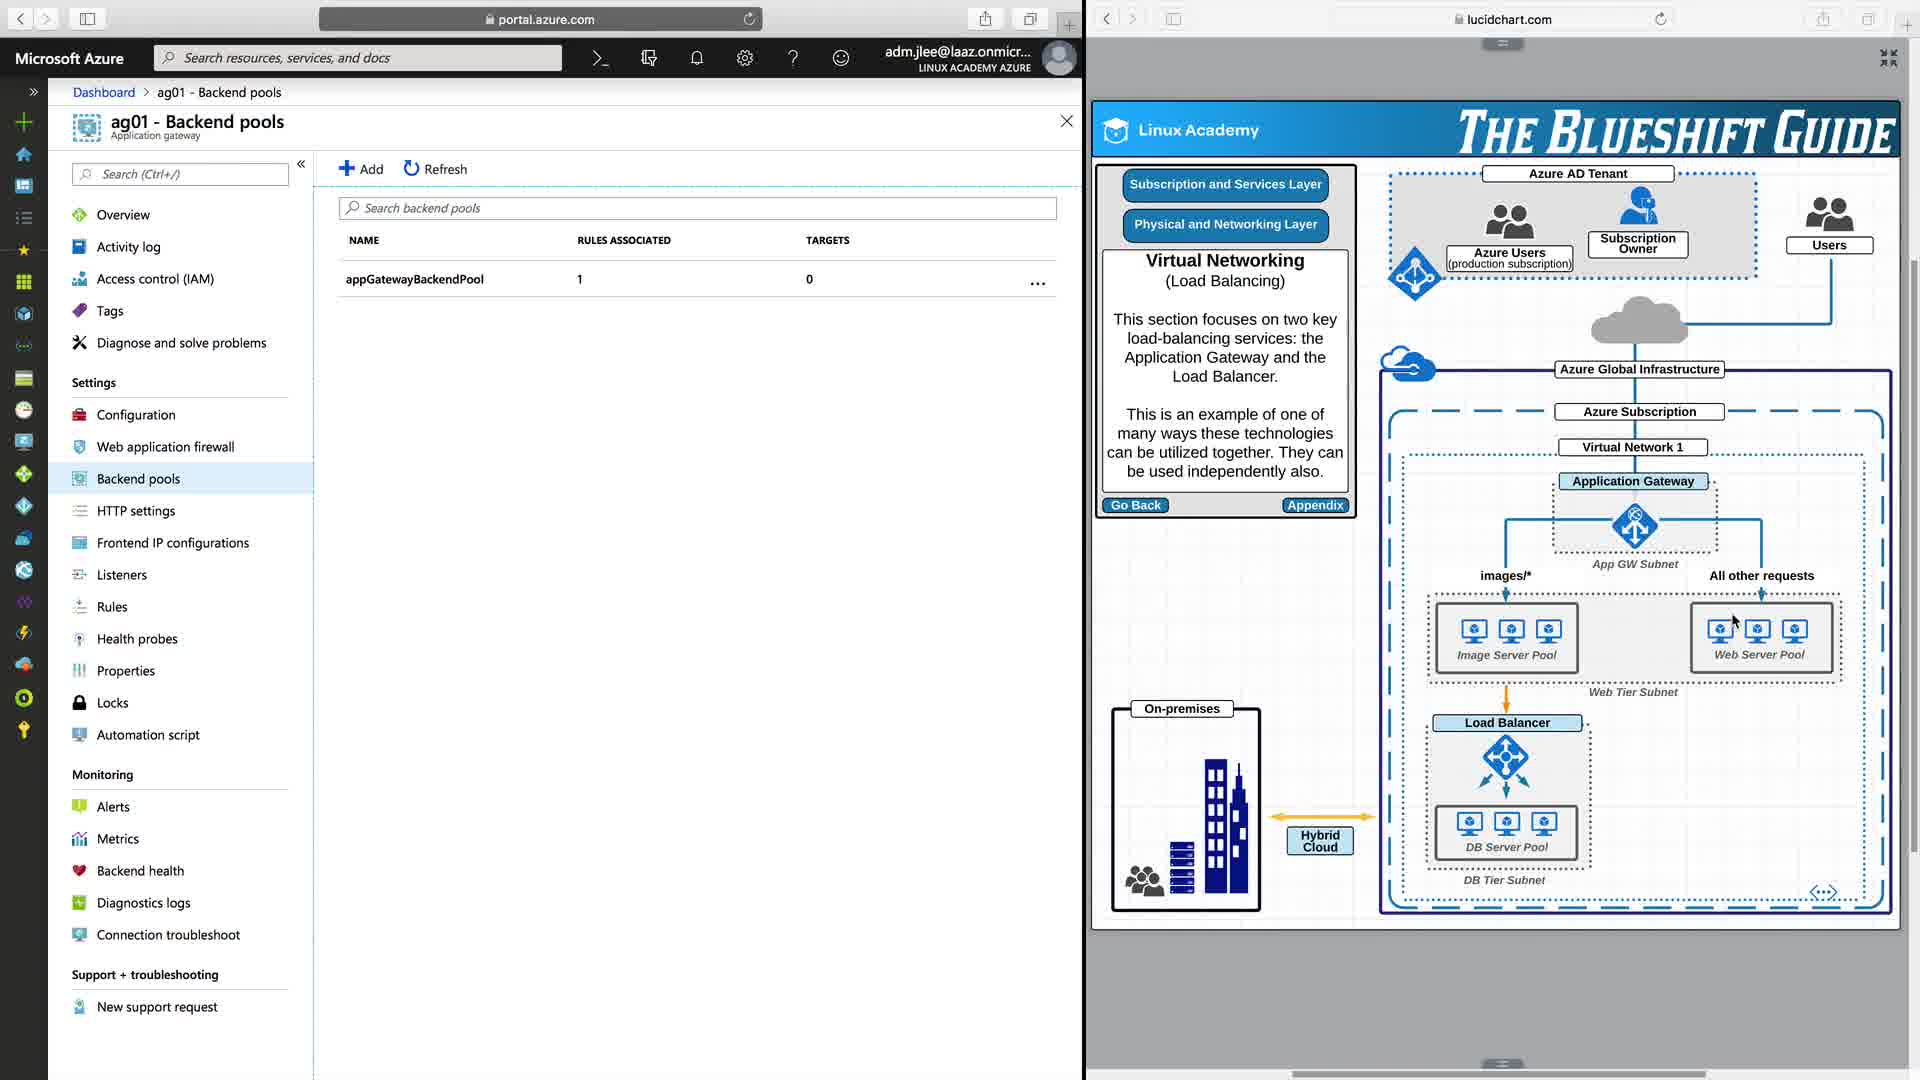 portal.azure.com
Microsoft Azure
Search resources, services, and docs
adm.jlee@laaz.onmicr...
LINUX ACADEMY AZURE
Dashboard > ag01 - Backend pools
ag01 - Backend pools
Application gateway
Search (Ctrl+/)
Overview
Activity log
Access control (IAM)
Tags
Diagnose and solve problems
Settings
Configuration
Web application firewall
Backend pools
HTTP settings
Frontend IP configurations
Listeners
Rules
Health probes
Properties
Locks
Automation script
Monitoring
Alerts
Metrics
Backend health
Diagnostics logs
Connection troubleshoot
Support + troubleshooting
New support request
Add
Refresh
Search backend pools
NAME RULES ASSOCIATED TARGETS
appGatewayBackendPool 1 0
lucidchart.com
Linux Academy
THE BLUESHIFT GUIDE
Subscription and Services Layer
Physical and Networking Layer
Virtual Networking
(Load Balancing)
This section focuses on two key
load-balancing services: the
Application Gateway and the
Load Balancer.
This is an example of one of
many ways these technologies
can be utilized together. They can
be used independently also.
Go Back
Appendix
Azure AD Tenant
Azure Users
(production subscription)
Subscription
Owner
Users
Azure Global Infrastructure
Azure Subscription
Virtual Network 1
Application Gateway
App GW Subnet
images/*
All other requests
Image Server Pool
Web Server Pool
Web Tier Subnet
Load Balancer
DB Server Pool
DB Tier Subnet
On-premises
Hybrid
Cloud